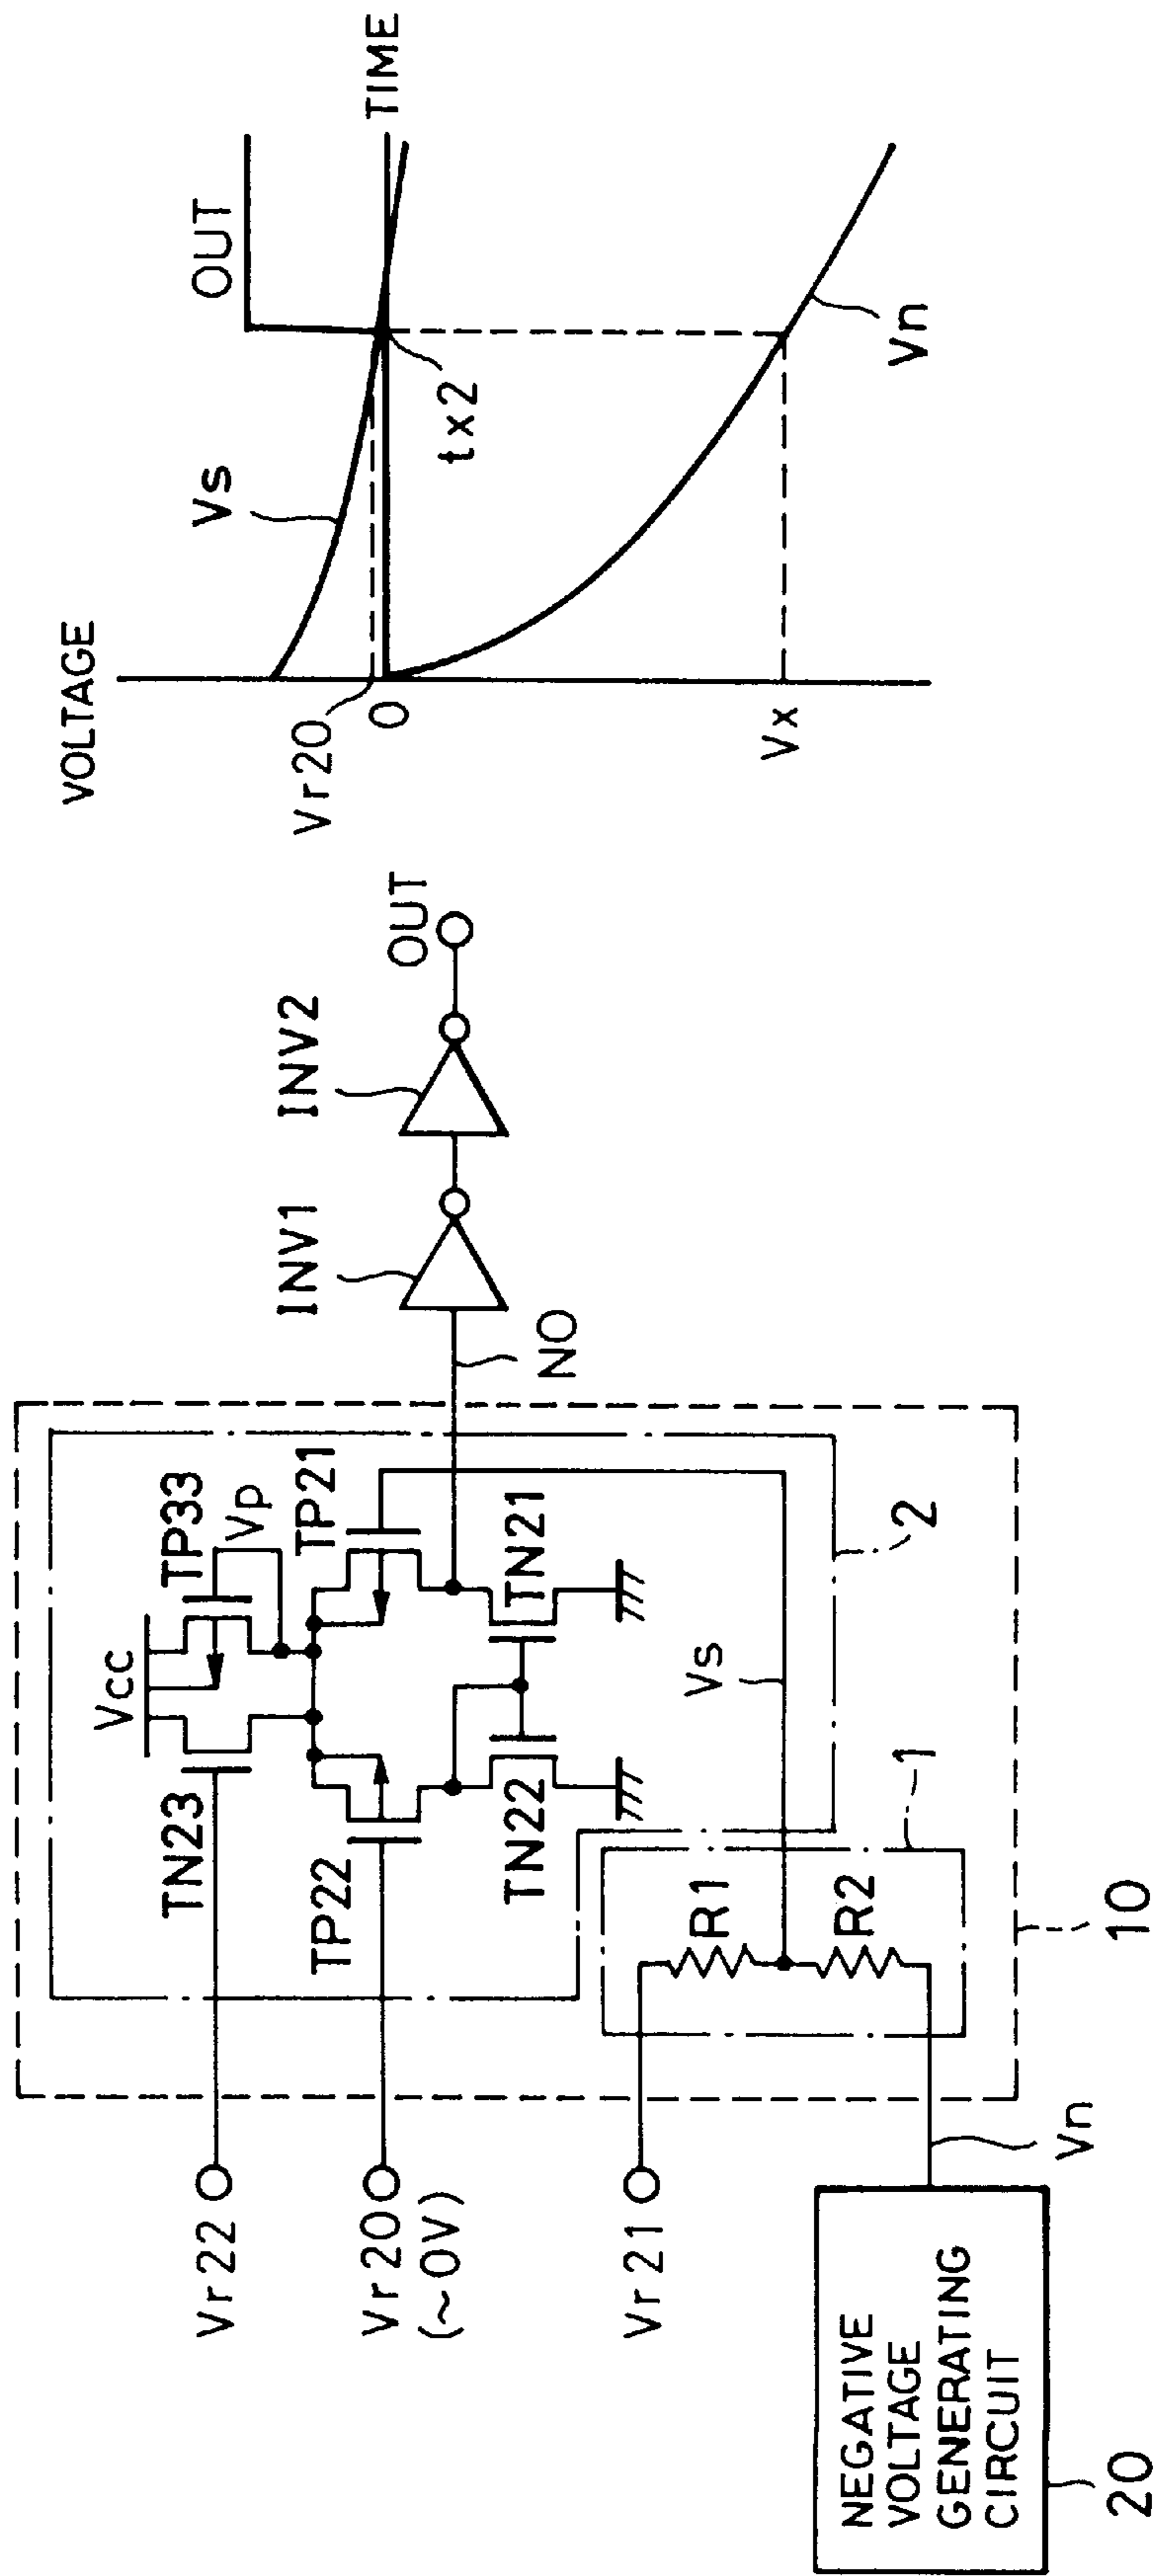 Vr22
Vr20
(~0V)
Vr21
NEGATIVE
VOLTAGE
GENERATING
CIRCUIT
20
Vn
10
Vcc
TN23
TP33
Vp
TP22
TP21
TN22
TN21
R1
R2
1
Vs
2
NO
INV1
INV2
OUT
VOLTAGE
Vr20
0
Vx
Vs
tx2
OUT
Vn
TIME